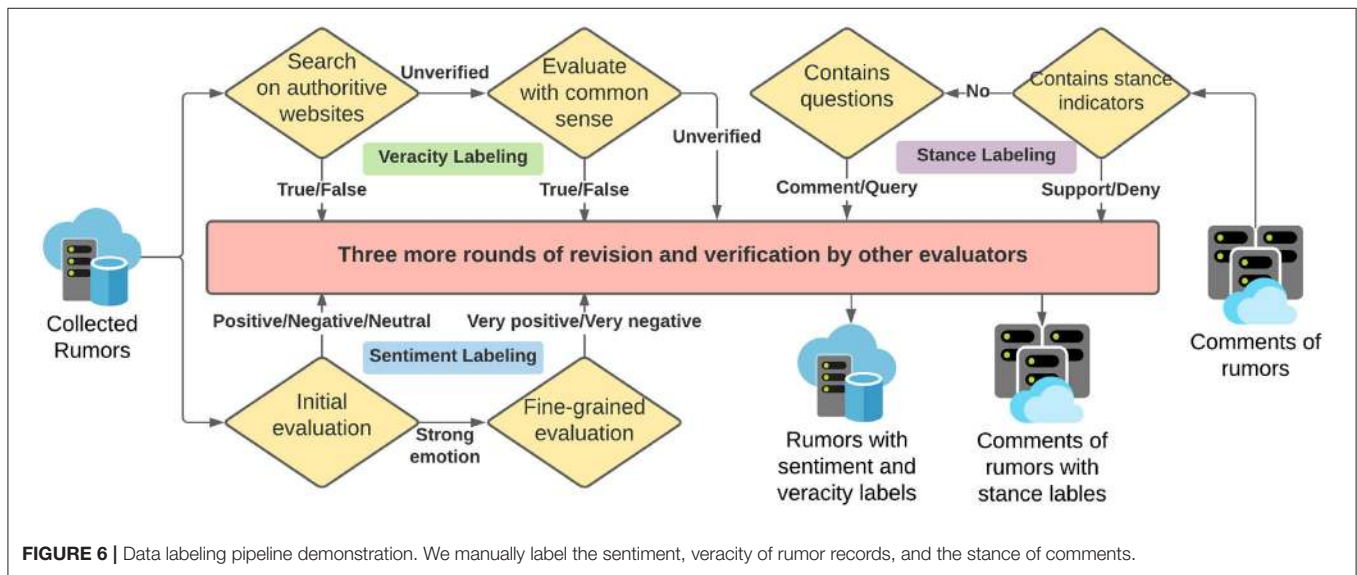 Search
on authoritive
websites
Unverified
Evaluate
with common
sense
Unverified
Contains
questions
No
Contains stance
indicators
Veracity Labeling
Stance Labeling
True/False
True/False
Comment/Query
Support/Deny
Three more rounds of revision and verification by other evaluators
Collected
Rumors
Comments of
rumors
Positive/Negative/Neutral
Very positive/Very negative
Sentiment Labeling
Initial
evaluation
Strong
emotion
Fine-grained
evaluation
Rumors with
sentiment and
veracity labels
Comments of
rumors with
stance lables
FIGURE 6 | Data labeling pipeline demonstration. We manually label the sentiment, veracity of rumor records, and the stance of comments.